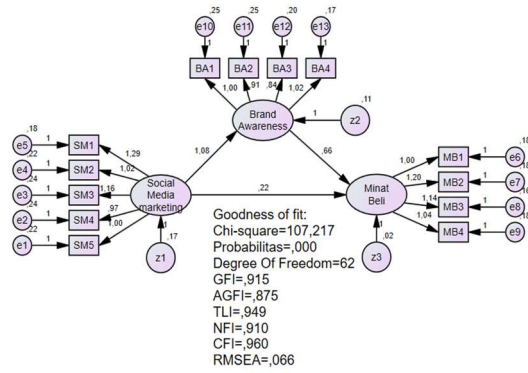 ,25 ,25 ,20 ,17
e10 e11 e12 e13
1 1 1 1
BA1 BA2 BA3 BA4
1,00 ,91 ,84 1,02
Brand
Awareness
1
,11
z2
1,08
,66
,18
e5 1 SM1 1,29
,22
e4 1 SM2 1,02
,24
e3 1 SM3 1,16
,24
e2 1 SM4 ,97
,22
e1 1 SM5 1,00
Social
Media
marketing
1
,17
z1
,22
Minat
Beli
1
,02
z3
1,00 MB1 1 e6
,18
1,20 MB2 1 e7
,18
1,14 MB3 1 e8
,16
1,04 MB4 1 e9
,18
Goodness of fit:
Chi-square=107,217
Probabilitas=,000
Degree Of Freedom=62
GFI=,915
AGFI=,875
TLI=,949
NFI=,910
CFI=,960
RMSEA=,066